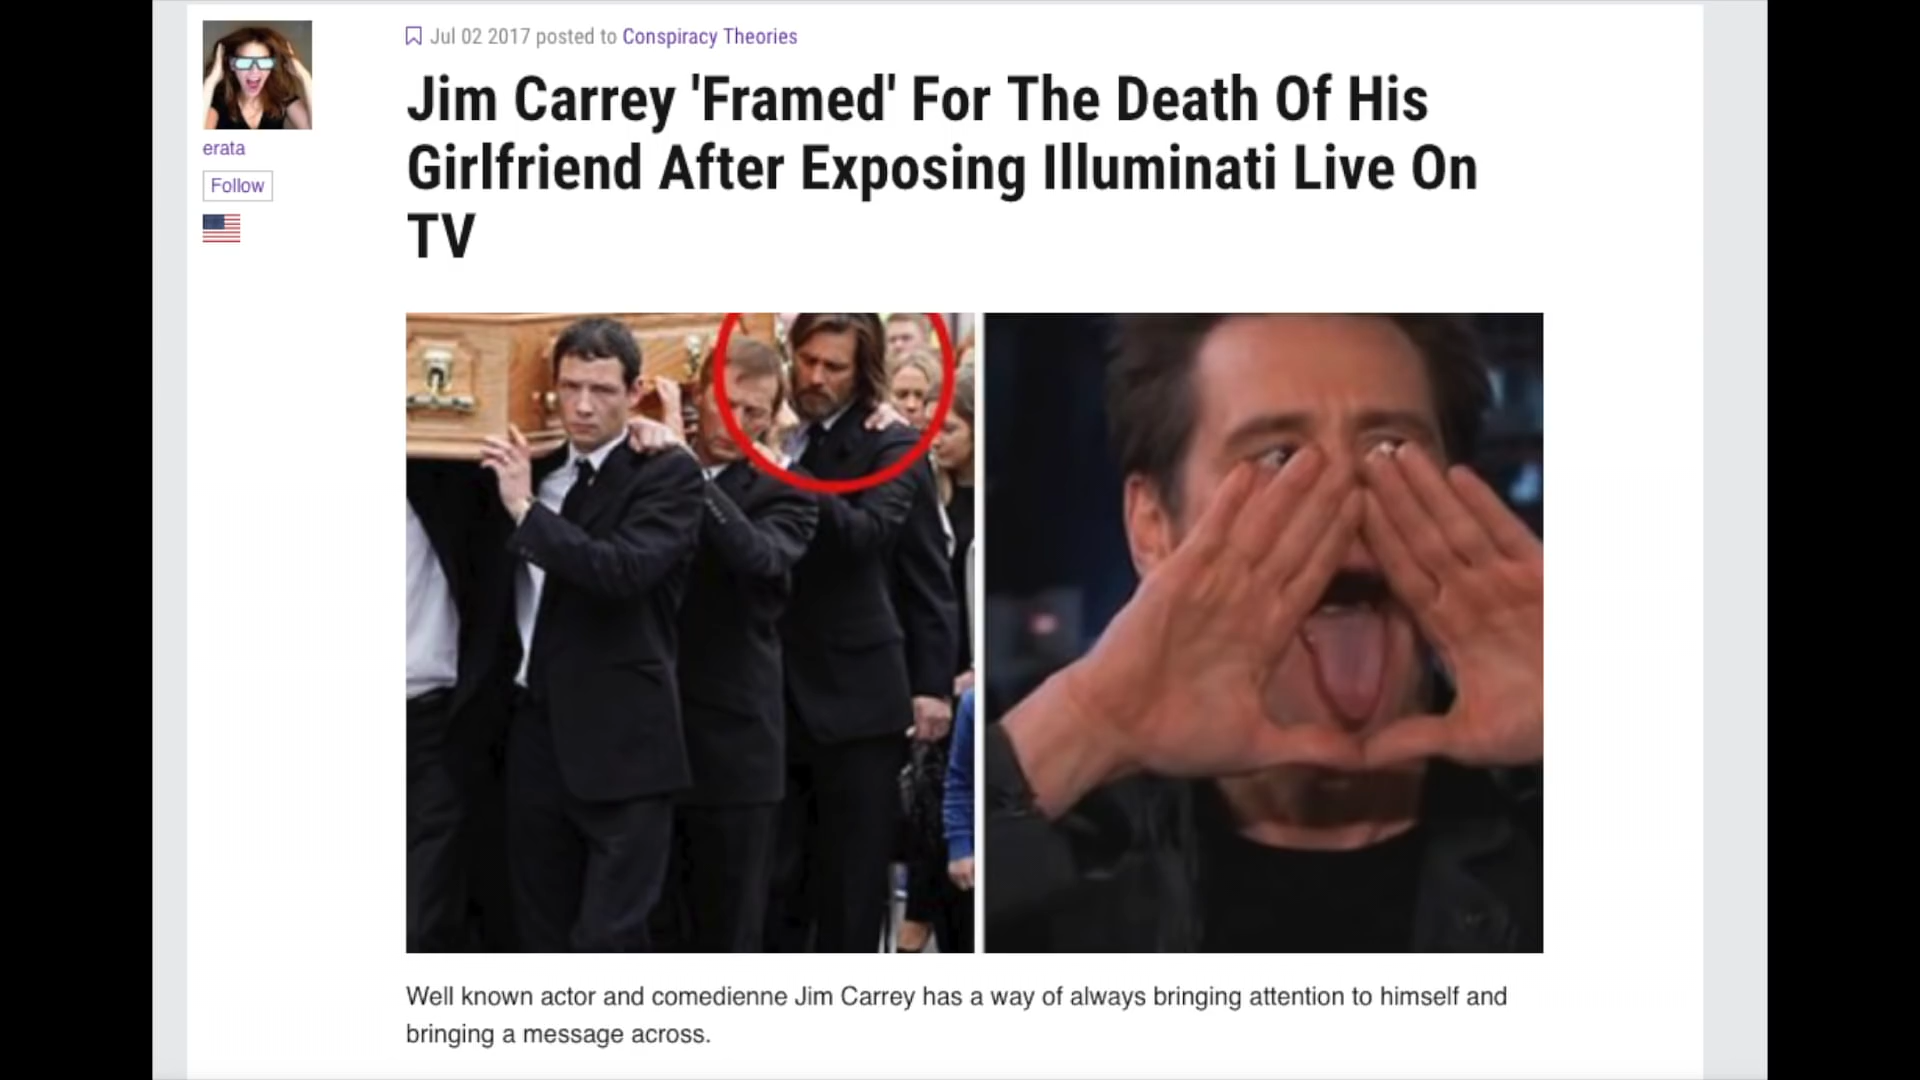 Jul 02 2017 posted to Conspiracy Theories
Jim Carrey 'Framed' For The Death Of His
Girlfriend After Exposing Illuminati Live On
TV
erata
Follow
Well known actor and comedienne Jim Carrey has a way of always bringing attention to himself and
bringing a message across.